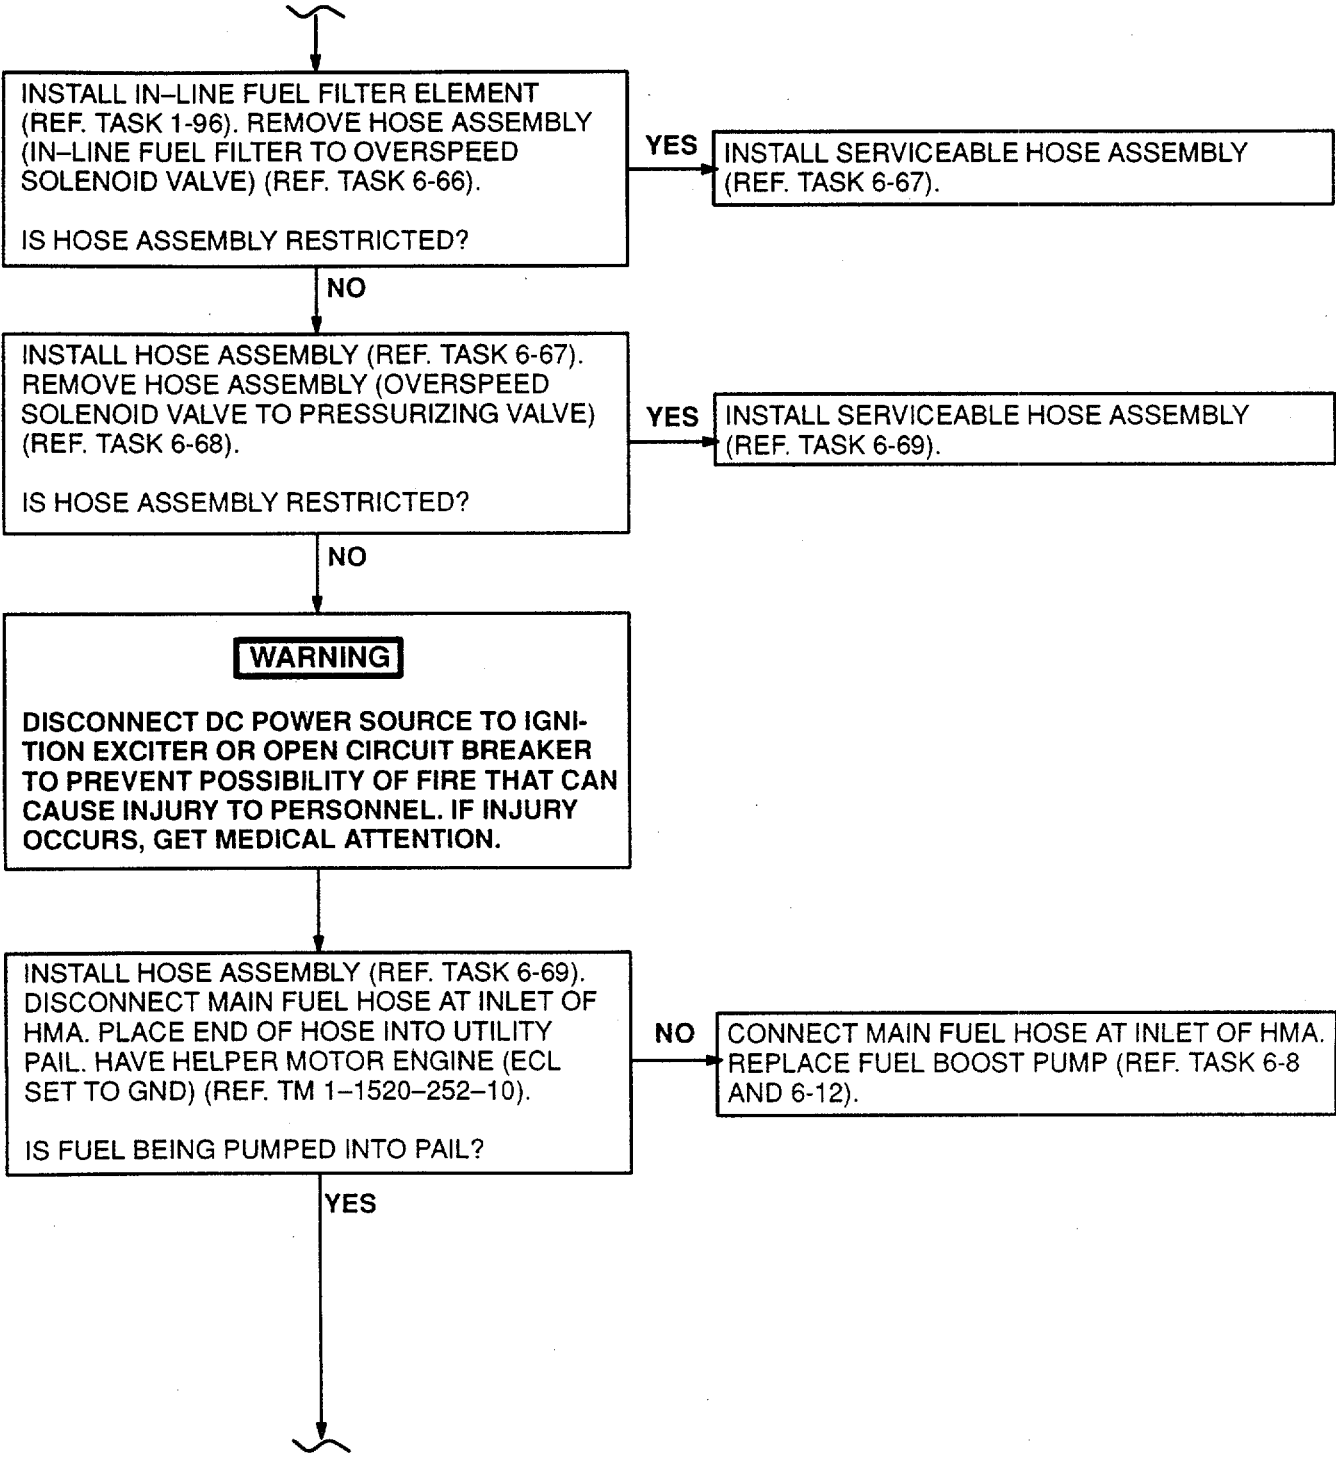 INSTALL IN–LINE FUEL FILTER ELEMENT
(REF. TASK 1-96). REMOVE HOSE ASSEMBLY
(IN–LINE FUEL FILTER TO OVERSPEED
SOLENOID VALVE) (REF. TASK 6-66).
IS HOSE ASSEMBLY RESTRICTED?
YES
INSTALL SERVICEABLE HOSE ASSEMBLY
(REF. TASK 6-67).
NO
INSTALL HOSE ASSEMBLY (REF. TASK 6-67).
REMOVE HOSE ASSEMBLY (OVERSPEED
SOLENOID VALVE TO PRESSURIZING VALVE)
(REF. TASK 6-68).
IS HOSE ASSEMBLY RESTRICTED?
YES
INSTALL SERVICEABLE HOSE ASSEMBLY
(REF. TASK 6-69).
NO
WARNING
DISCONNECT DC POWER SOURCE TO IGNI-
TION EXCITER OR OPEN CIRCUIT BREAKER
TO PREVENT POSSIBILITY OF FIRE THAT CAN
CAUSE INJURY TO PERSONNEL. IF INJURY
OCCURS, GET MEDICAL ATTENTION.
INSTALL HOSE ASSEMBLY (REF. TASK 6-69).
DISCONNECT MAIN FUEL HOSE AT INLET OF
HMA. PLACE END OF HOSE INTO UTILITY
PAIL. HAVE HELPER MOTOR ENGINE (ECL
SET TO GND) (REF. TM 1–1520–252–10).
IS FUEL BEING PUMPED INTO PAIL?
NO
CONNECT MAIN FUEL HOSE AT INLET OF HMA.
REPLACE FUEL BOOST PUMP (REF. TASK 6-8
AND 6-12).
YES